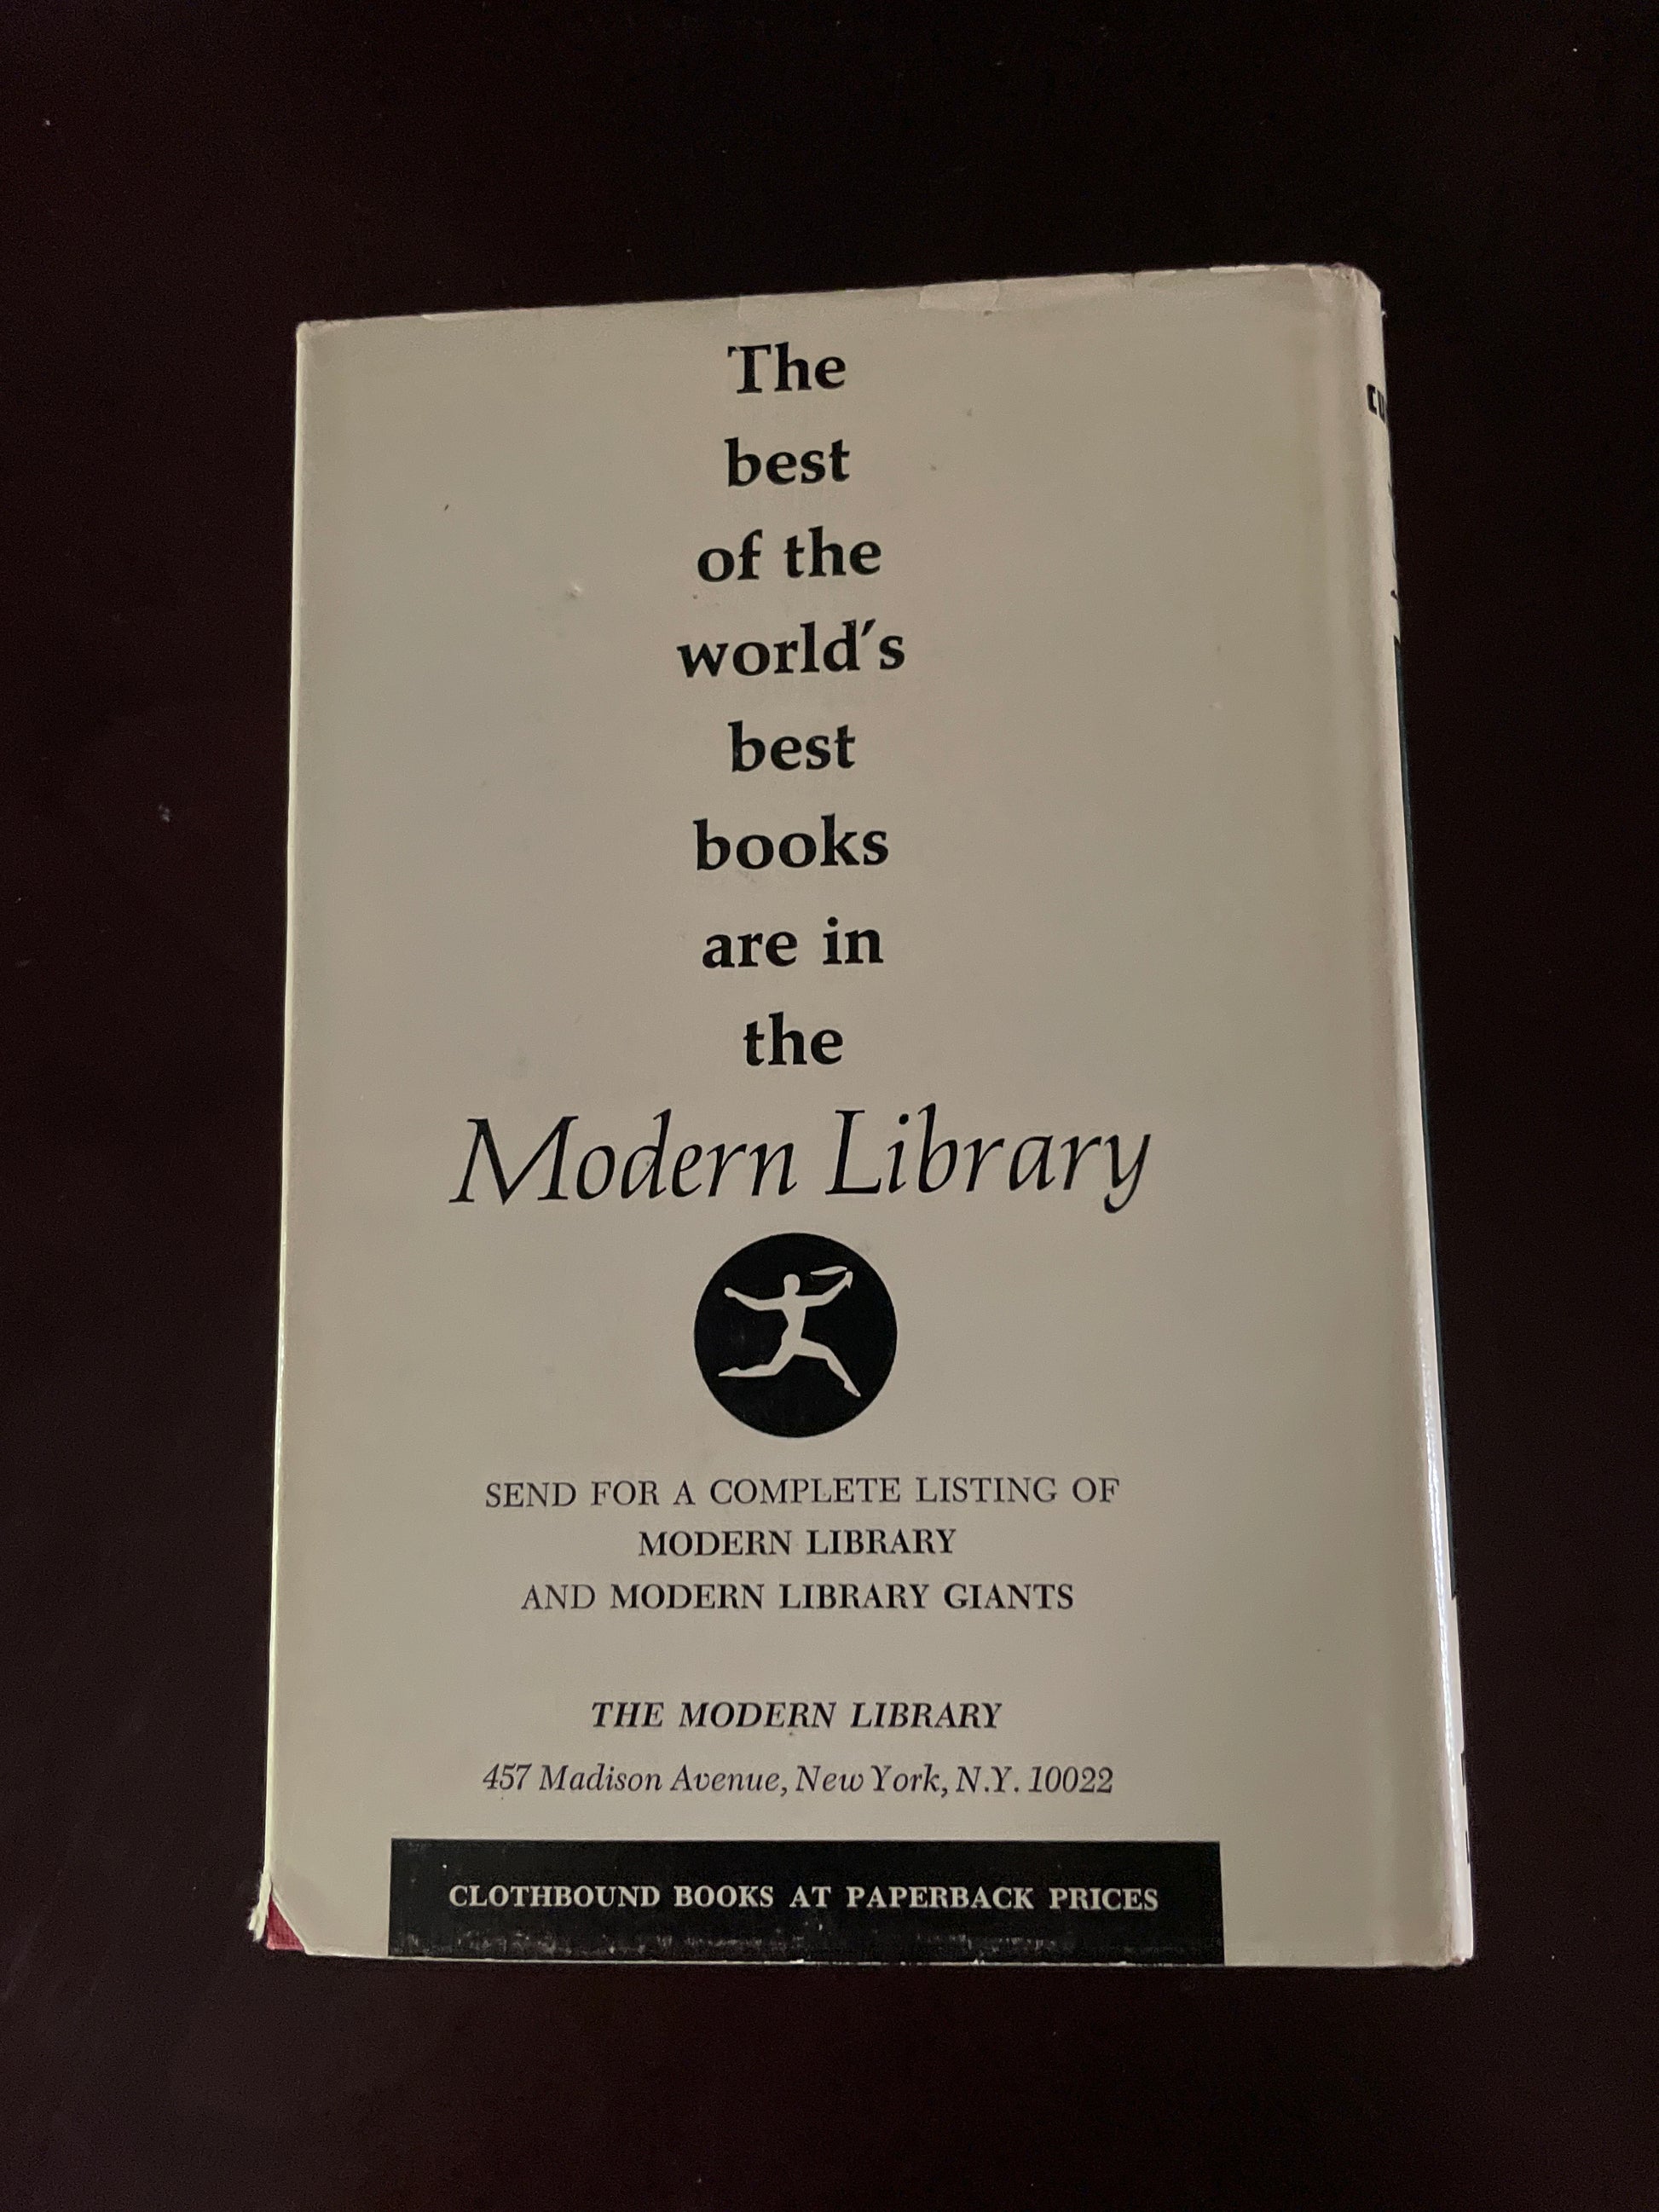 The
best
of the
world's
best
books
are in
the
Modern Library
SEND FOR A COMPLETE LISTING OF
MODERN LIBRARY
AND MODERN LIBRARY GIANTS
THE MODERN LIBRARY
457 Madison Avenue, New York, N.Y. 10022
CLOTHBOUND BOOKS AT PAPERBACK PRICES